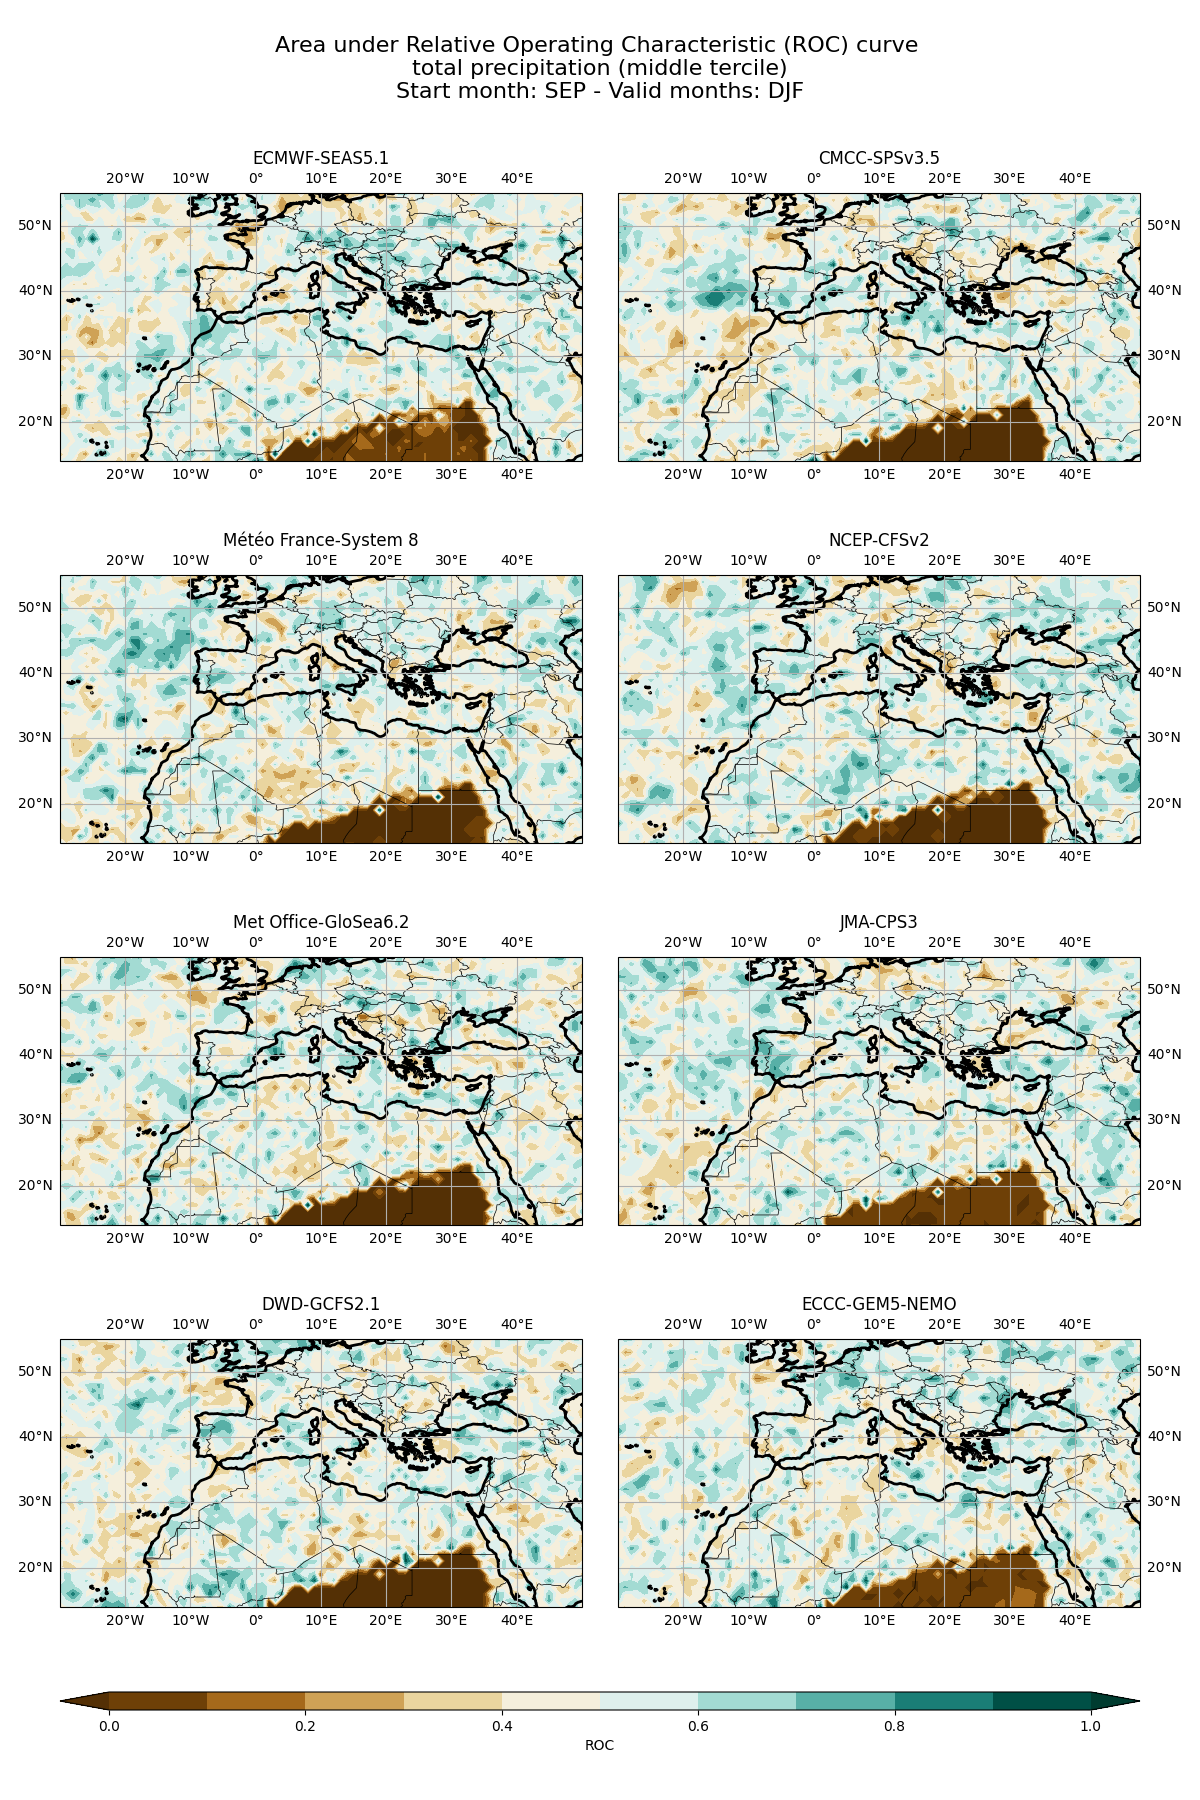 Area under Relative Operating Characteristic (ROC) curve
total precipitation (middle tercile)
Start month: SEP - Valid months: DJF
ECMWF-SEAS5.1
20°W 10°W 0° 10°E 20°E 30°E 40°E
50°N
40°N
30°N
20°N
20°W 10°W 0° 10°E 20°E 30°E 40°E
CMCC-SPSv3.5
20°W 10°W 0° 10°E 20°E 30°E 40°E
50°N
40°N
30°N
20°N
20°W 10°W 0° 10°E 20°E 30°E 40°E
Météo France-System 8
20°W 10°W 0° 10°E 20°E 30°E 40°E
50°N
40°N
30°N
20°N
20°W 10°W 0° 10°E 20°E 30°E 40°E
NCEP-CFSv2
20°W 10°W 0° 10°E 20°E 30°E 40°E
50°N
40°N
30°N
20°N
20°W 10°W 0° 10°E 20°E 30°E 40°E
Met Office-GloSea6.2
20°W 10°W 0° 10°E 20°E 30°E 40°E
50°N
40°N
30°N
20°N
20°W 10°W 0° 10°E 20°E 30°E 40°E
JMA-CPS3
20°W 10°W 0° 10°E 20°E 30°E 40°E
50°N
40°N
30°N
20°N
20°W 10°W 0° 10°E 20°E 30°E 40°E
DWD-GCFS2.1
20°W 10°W 0° 10°E 20°E 30°E 40°E
50°N
40°N
30°N
20°N
20°W 10°W 0° 10°E 20°E 30°E 40°E
ECCC-GEM5-NEMO
20°W 10°W 0° 10°E 20°E 30°E 40°E
50°N
40°N
30°N
20°N
20°W 10°W 0° 10°E 20°E 30°E 40°E
0.0 0.2 0.4 0.6 0.8 1.0
ROC